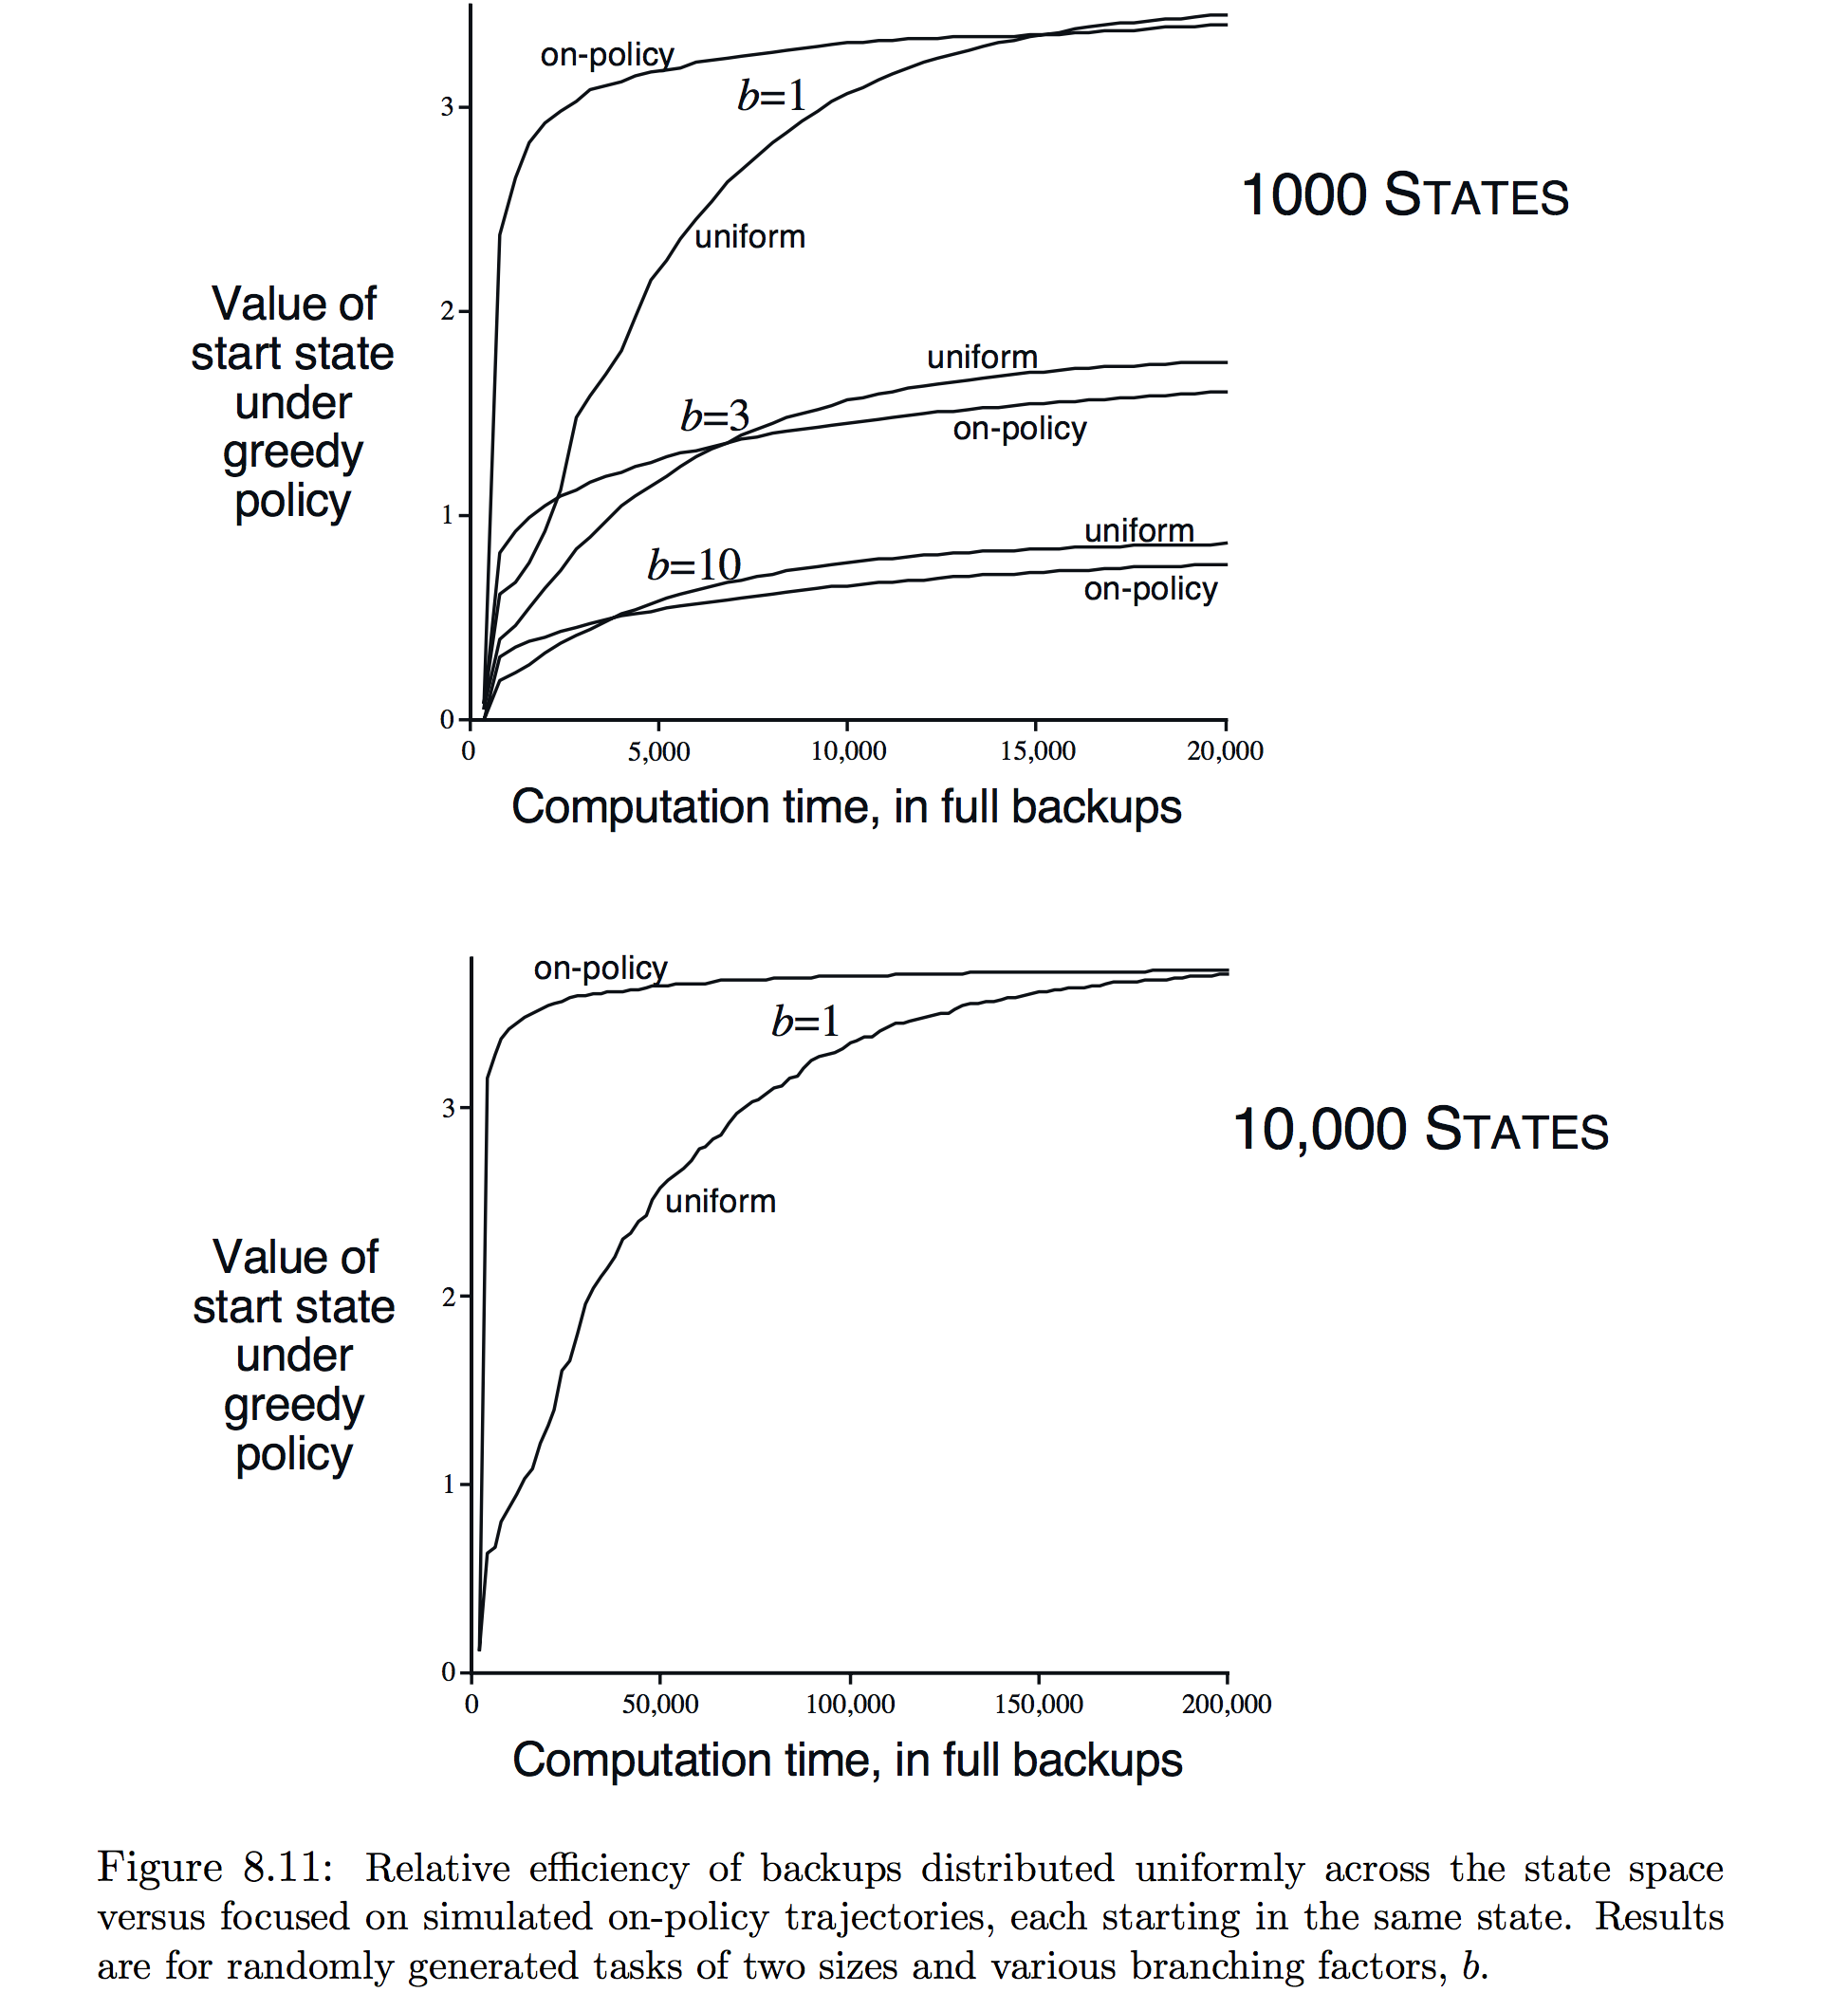 on-policy
3
b=1
1000 STATES
uniform
Value of
start state
under
greedy
policy
2
uniform
b=3
on-policy
1
uniform
b=10
on-policy
0
0 5,000 10,000 15,000 20,000
Computation time, in full backups
on-policy
b=1
3
10,000 STATES
uniform
Value of
start state
under
greedy
policy
2
1
0
0 50,000 100,000 150,000 200,000
Computation time, in full backups
Figure 8.11: Relative efficiency of backups distributed uniformly across the state space
versus focused on simulated on-policy trajectories, each starting in the same state. Results
are for randomly generated tasks of two sizes and various branching factors, b.